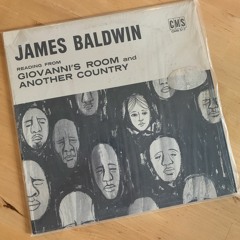 JAMES BALDWIN
READING FROM
GIOVANNI'S ROOM and
ANOTHER COUNTRY
CMS